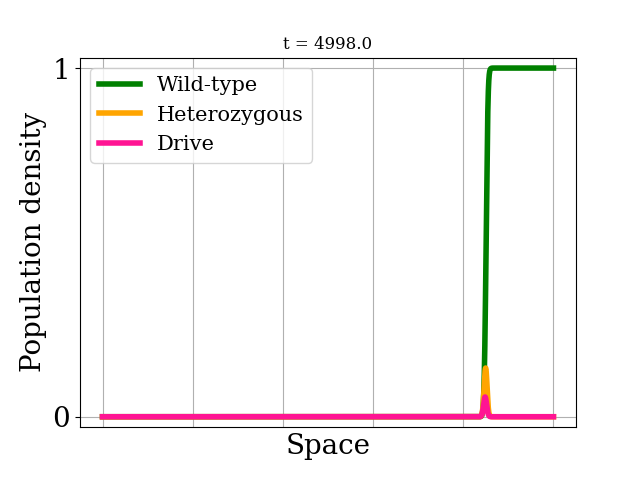 t = 4998.0
1
Wild-type
Heterozygous
Drive
Population density
0
Space